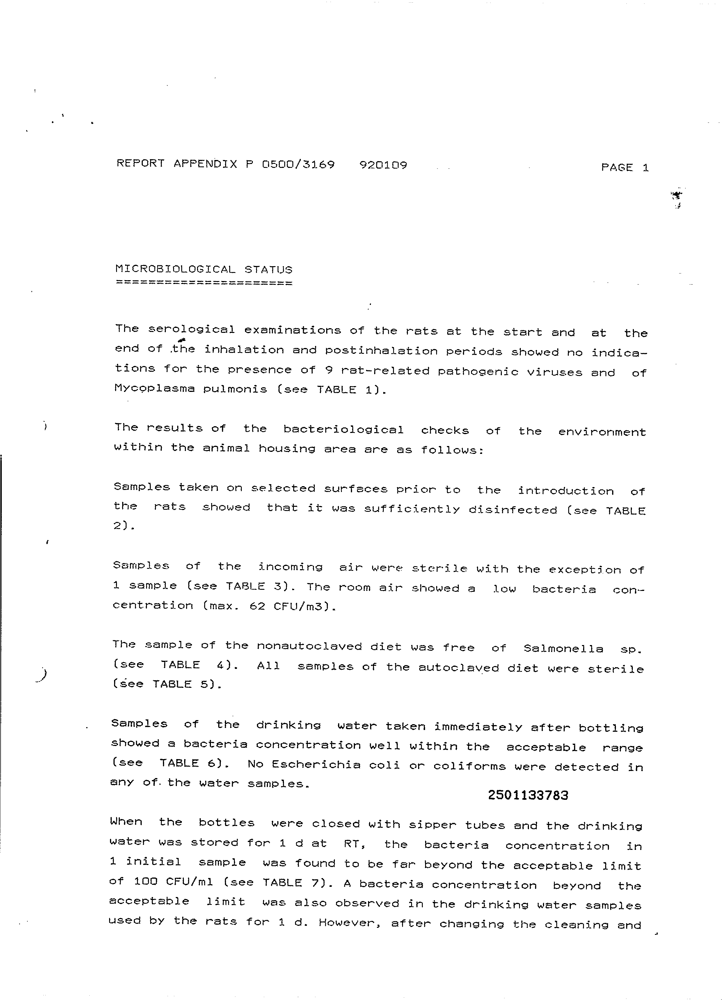 REPORT APPENDIX P 0500/3169 920109 PAGE 1
MICROBIOLOGICAL STATUS
======================
The serological examinations of the rats at the start and at the
end of the inhalation and postinhalation periods showed no indica-
tions for the presence of 9 rat-related pathogenic viruses and of
Mycoplasma pulmonis (see TABLE 1).
The results of the bacteriological checks of the environment
within the animal housing area are as follows:
Samples taken on selected surfaces prior to the introduction of
the rats showed that it was sufficiently disinfected (see TABLE
2).
Samples of the incoming air were sterile with the exception of
1 sample (see TABLE 3). The room air showed a low bacteria con-
centration (max. 62 CFU/m3).
The sample of the nonautoclaved diet was free of Salmonella sp.
(see TABLE 4). All samples of the autoclaved diet were sterile
(see TABLE 5).
Samples of the drinking water taken immediately after bottling
showed a bacteria concentration well within the acceptable range
(see TABLE 6). No Escherichia coli or coliforms were detected in
any of the water samples.
2501133783
When the bottles were closed with sipper tubes and the drinking
water was stored for 1 d at RT, the bacteria concentration in
1 initial sample was found to be far beyond the acceptable limit
of 100 CFU/ml (see TABLE 7). A bacteria concentration beyond the
acceptable limit was also observed in the drinking water samples
used by the rats for 1 d. However, after changing the cleaning and